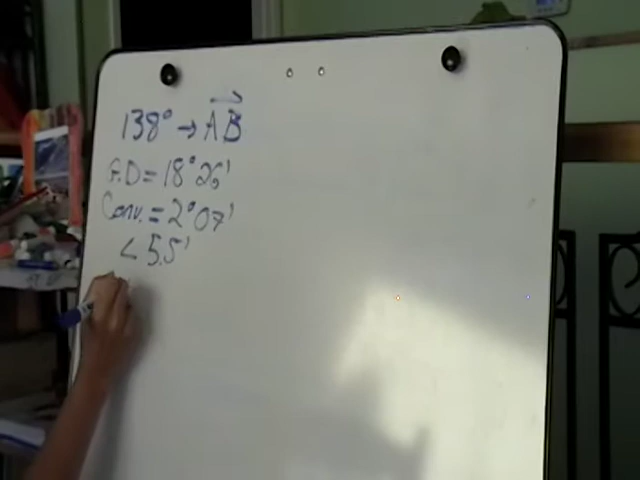 138° → AB
G.D = 18° 26'
Conv. = 2° 07'
< 5.5'